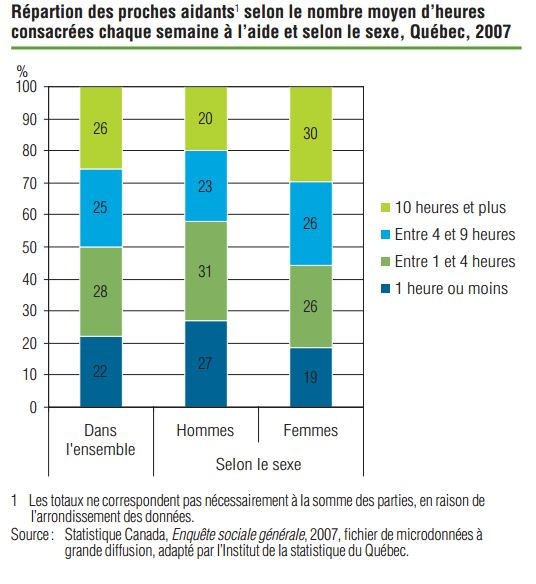 Répartion des proches aidants¹ selon le nombre moyen d’heures
consacrées chaque semaine à l’aide et selon le sexe, Québec, 2007
%
100
90
80
70
60
50
40
30
20
10
0
26
25
28
22
20
23
31
27
30
26
26
19
10 heures et plus
Entre 4 et 9 heures
Entre 1 et 4 heures
1 heure ou moins
Dans
l'ensemble
Hommes
Femmes
Selon le sexe
1 Les totaux ne correspondent pas nécessairement à la somme des parties, en raison de
l’arrondissement des données.
Source : Statistique Canada, Enquête sociale générale, 2007, fichier de microdonnées à
grande diffusion, adapté par l’Institut de la statistique du Québec.